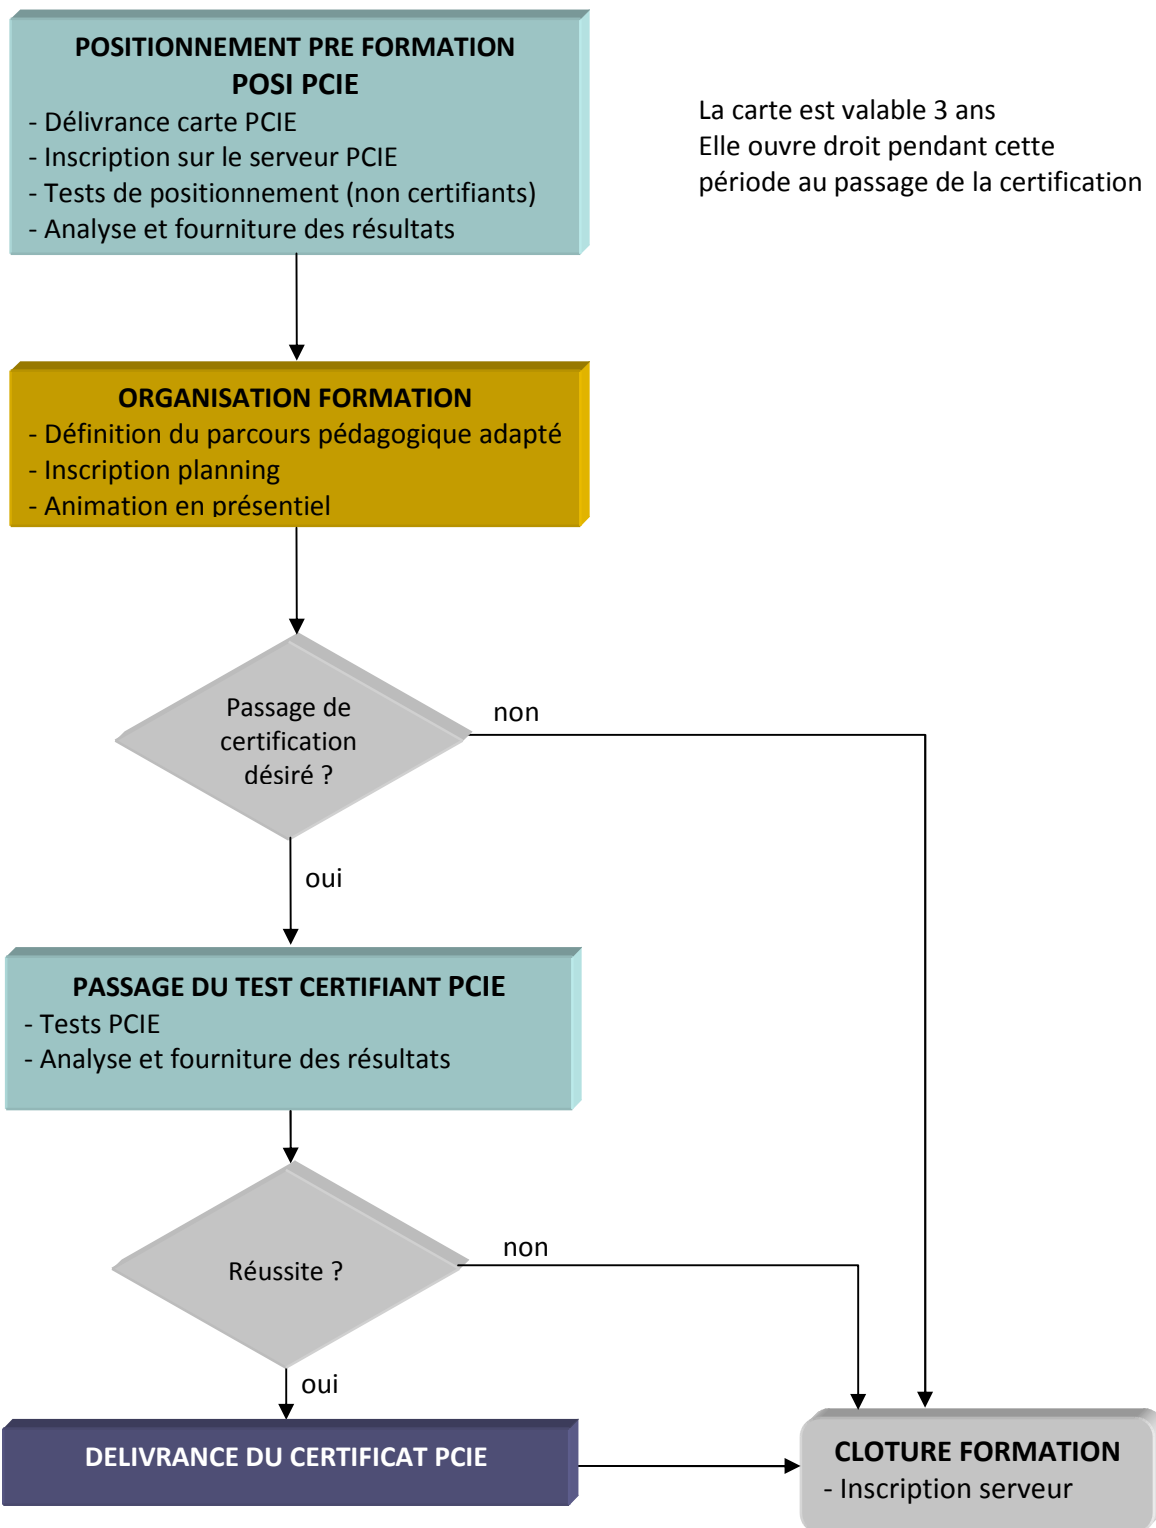 POSITIONNEMENT PRE FORMATION
POSI PCIE
- Délivrance carte PCIE
- Inscription sur le serveur PCIE
- Tests de positionnement (non certifiants)
- Analyse et fourniture des résultats
La carte est valable 3 ans
Elle ouvre droit pendant cette
période au passage de la certification
ORGANISATION FORMATION
- Définition du parcours pédagogique adapté
- Inscription planning
- Animation en présentiel
Passage de
certification
désiré ?
non
oui
PASSAGE DU TEST CERTIFIANT PCIE
- Tests PCIE
- Analyse et fourniture des résultats
Réussite ?
non
oui
DELIVRANCE DU CERTIFICAT PCIE
CLOTURE FORMATION
- Inscription serveur